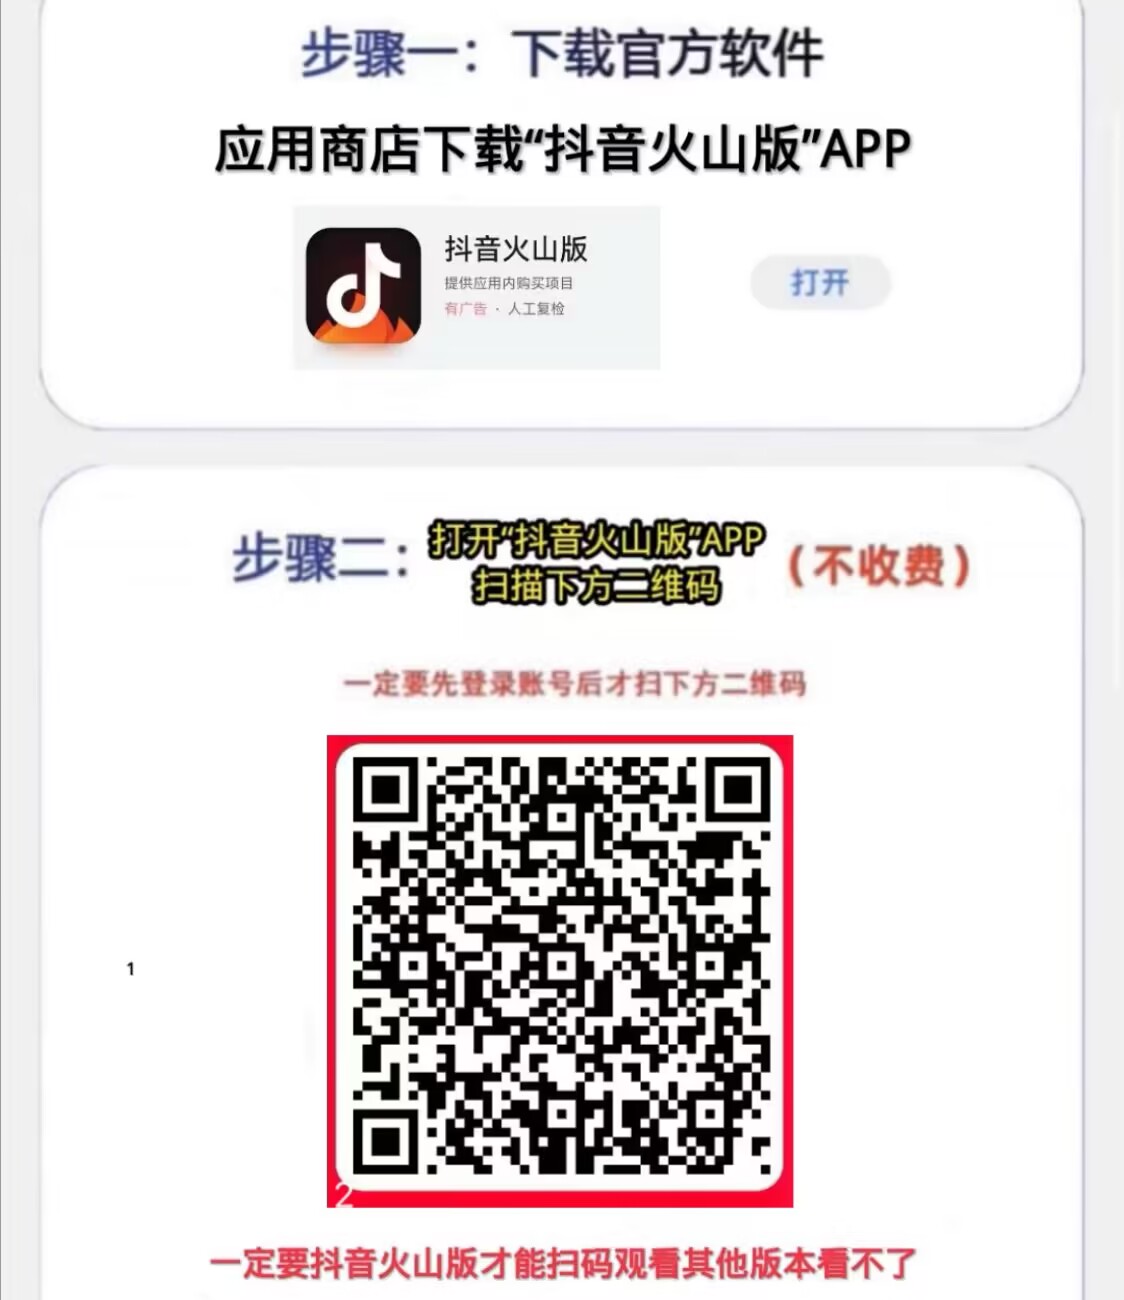 步骤一：下载官方软件
应用商店下载“抖音火山版”APP
抖音火山版
提供应用内购买项目
有广告 · 人工复检
打开
步骤二：
打开“抖音火山版”APP
扫描下方二维码
（不收费）
一定要先登录账号后才扫下方二维码
1
2
一定要抖音火山版才能扫码观看其他版本看不了